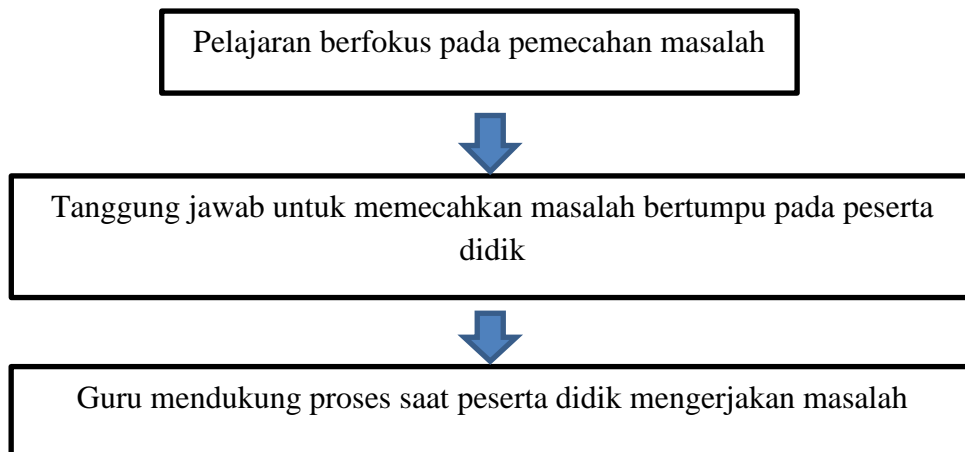 Pelajaran berfokus pada pemecahan masalah
Tanggung jawab untuk memecahkan masalah bertumpu pada peserta
didik
Guru mendukung proses saat peserta didik mengerjakan masalah